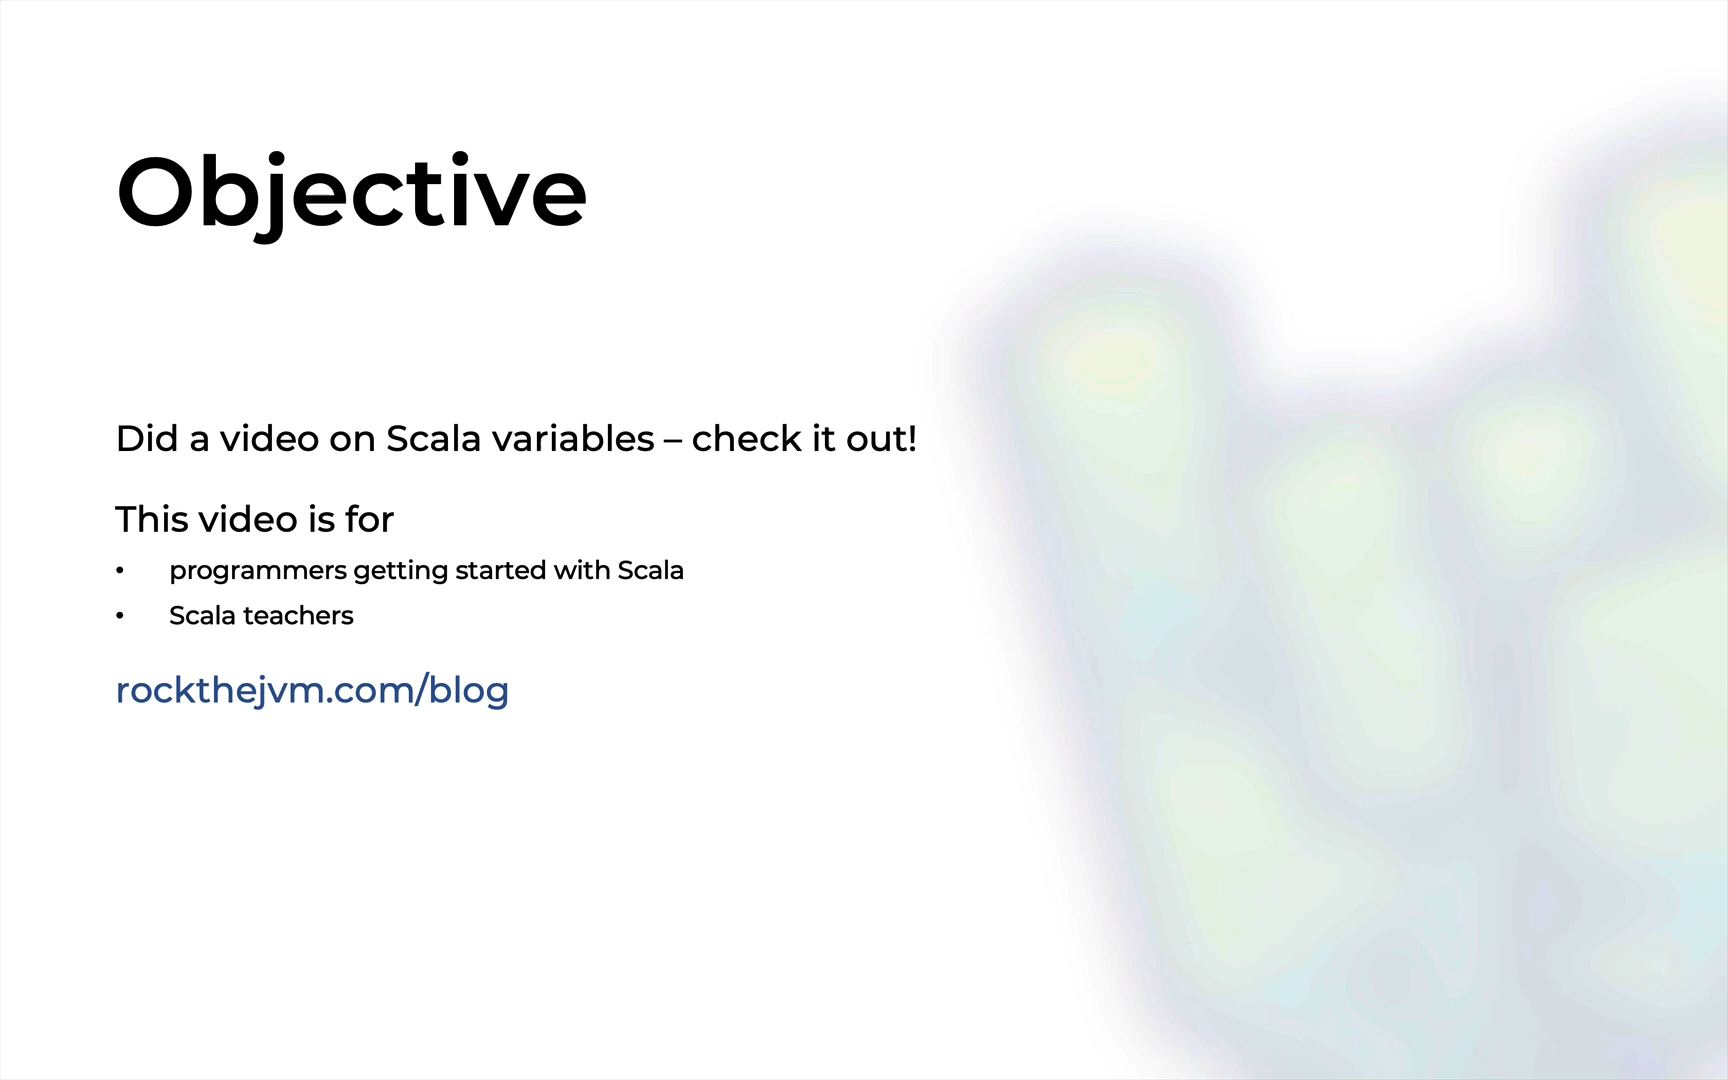 Objective
Did a video on Scala variables – check it out!
This video is for
• programmers getting started with Scala
• Scala teachers
rockthejvm.com/blog